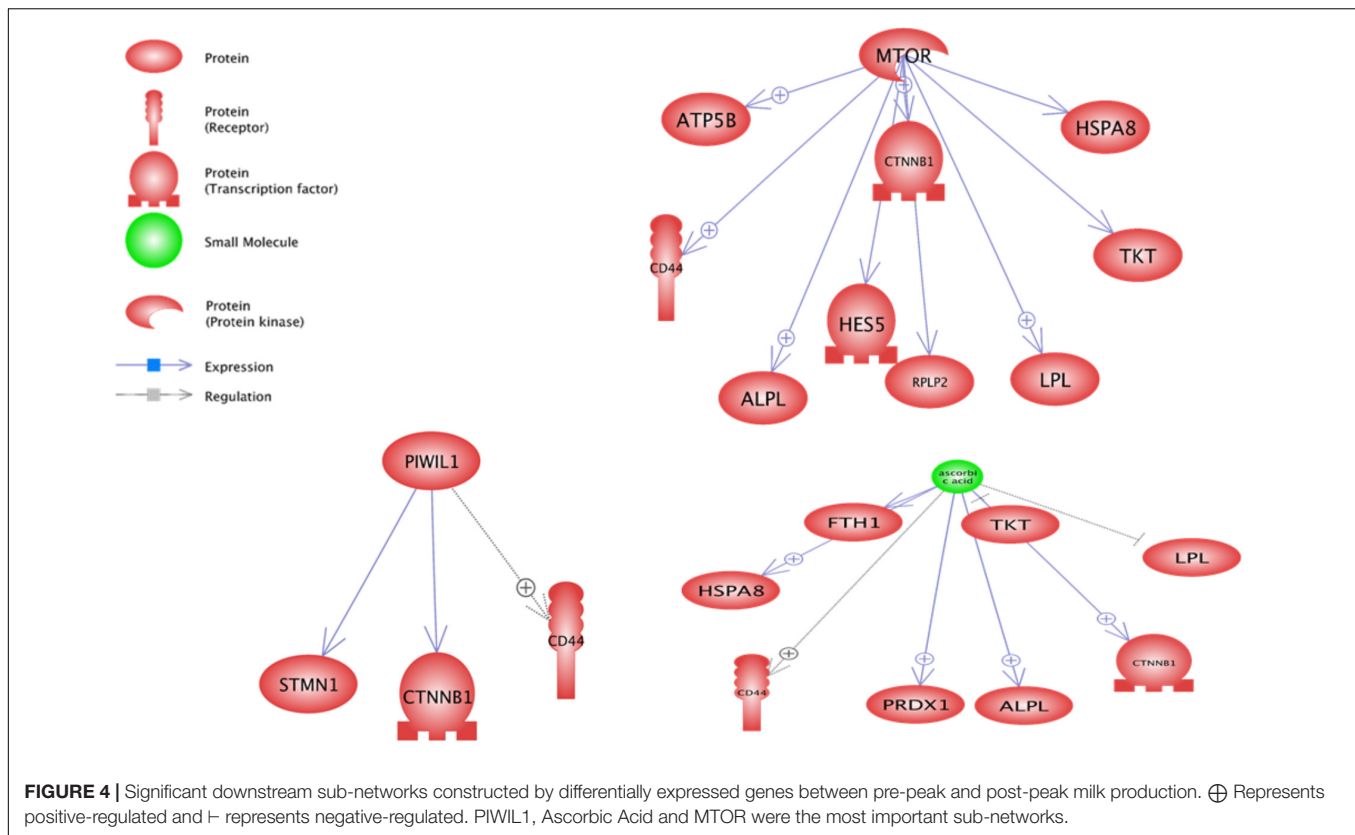 Protein
Protein
(Receptor)
Protein
(Transcription factor)
Small Molecule
Protein
(Protein kinase)
Expression
Regulation
MTOR
ATP5B
HSPA8
CTNNB1
CD44
TKT
HES5
ALPL
RPLP2
LPL
PIWIL1
STMN1
CTNNB1
CD44
ascorbi
c acid
FTH1
TKT
LPL
HSPA8
CTNNB1
CD44
PRDX1
ALPL
FIGURE 4 | Significant downstream sub-networks constructed by differentially expressed genes between pre-peak and post-peak milk production. ⊕ Represents
positive-regulated and ⊢ represents negative-regulated. PIWIL1, Ascorbic Acid and MTOR were the most important sub-networks.